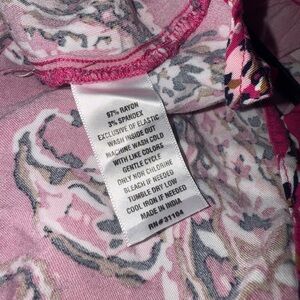 97% RAYON
3% SPANDEX
EXCLUSIVE OF ELASTIC
WASH INSIDE OUT
MACHINE WASH COLD
WITH LIKE COLORS
GENTLE CYCLE
ONLY NON CHLORINE
BLEACH IF NEEDED
TUMBLE DRY LOW
COOL IRON IF NEEDED
MADE IN INDIA
RN#31104